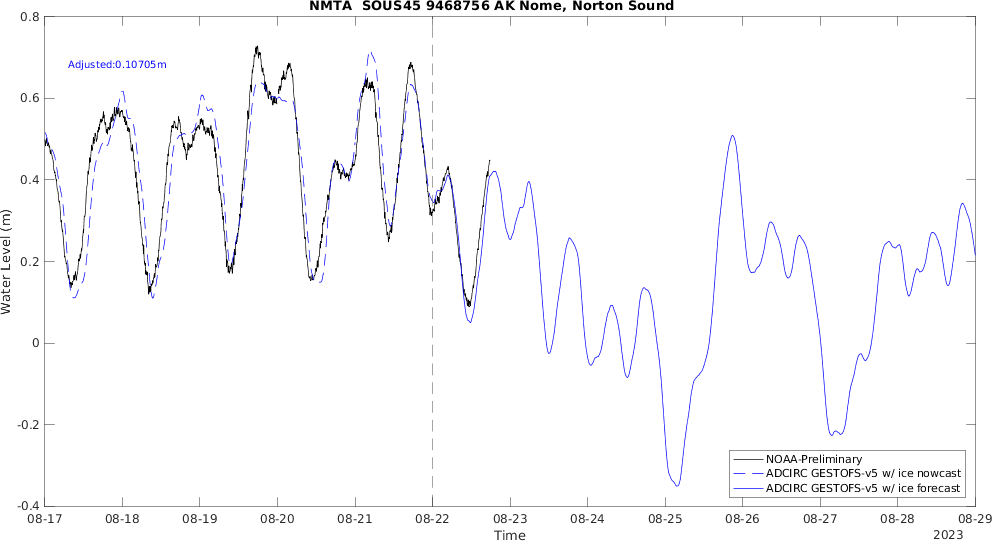 NMTA  SOUS45 9468756 AK Nome, Norton Sound
Adjusted:0.10705m
Water Level (m)
0.8
0.6
0.4
0.2
0
-0.2
-0.4
NOAA-Preliminary
ADCIRC GESTOFS-v5 w/ ice nowcast
ADCIRC GESTOFS-v5 w/ ice forecast
08-17 08-18 08-19 08-20 08-21 08-22 08-23 08-24 08-25 08-26 08-27 08-28 08-29
Time
2023